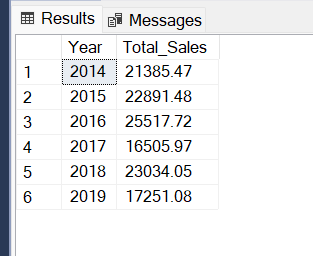 Results Messages
Year Total_Sales
1 2014 21385.47
2 2015 22891.48
3 2016 25517.72
4 2017 16505.97
5 2018 23034.05
6 2019 17251.08